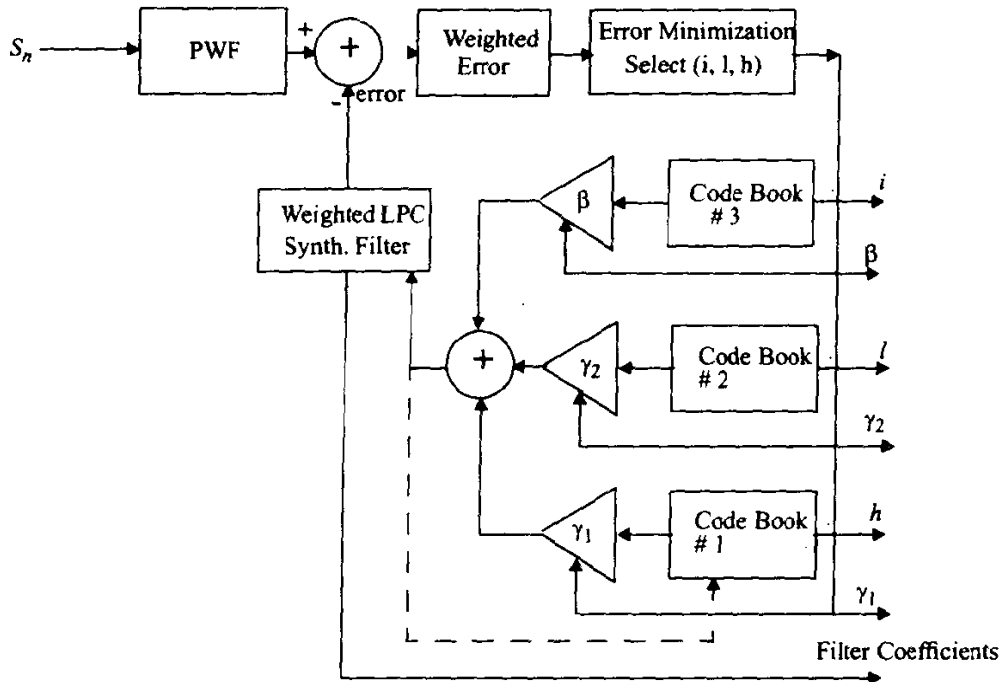 Sn
PWF
+
+
- error
Weighted
Error
Error Minimization
Select (i, l, h)
Weighted LPC
Synth. Filter
β
Code Book
# 3
i
β
+
γ2
Code Book
# 2
l
γ2
γ1
Code Book
# 1
h
γ1
Filter Coefficients